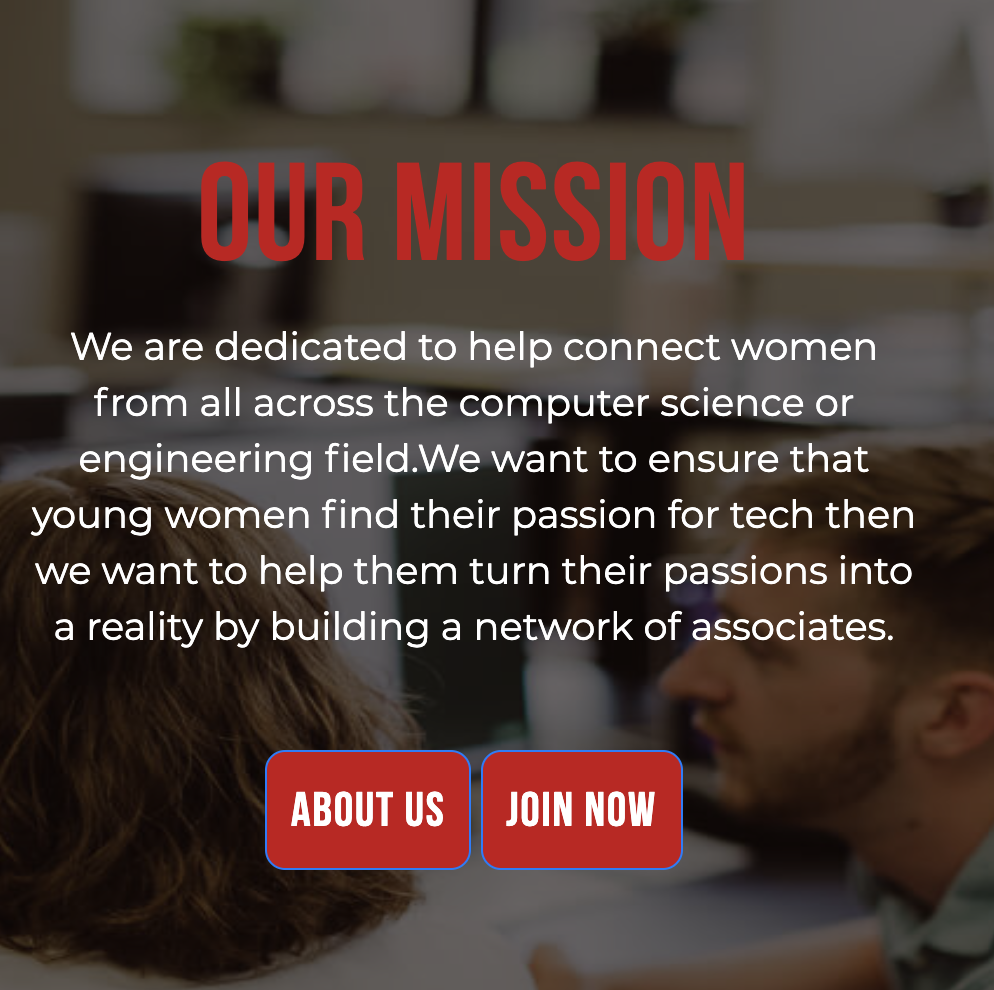 OUR MISSION
We are dedicated to help connect women
from all across the computer science or
engineering field.We want to ensure that
young women find their passion for tech then
we want to help them turn their passions into
a reality by building a network of associates.
ABOUT US
JOIN NOW